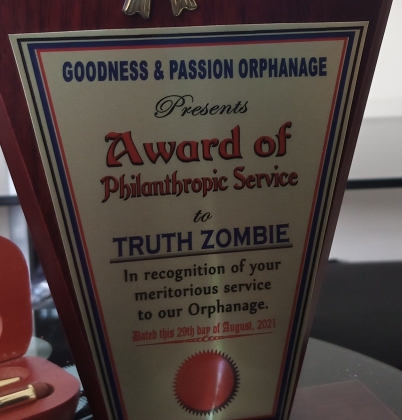 GOODNESS & PASSION ORPHANAGE
Presents
Award of
Philanthropic Service
to
TRUTH ZOMBIE
In recognition of your
meritorious service
to our Orphanage.
Dated this 29th day of August, 2021